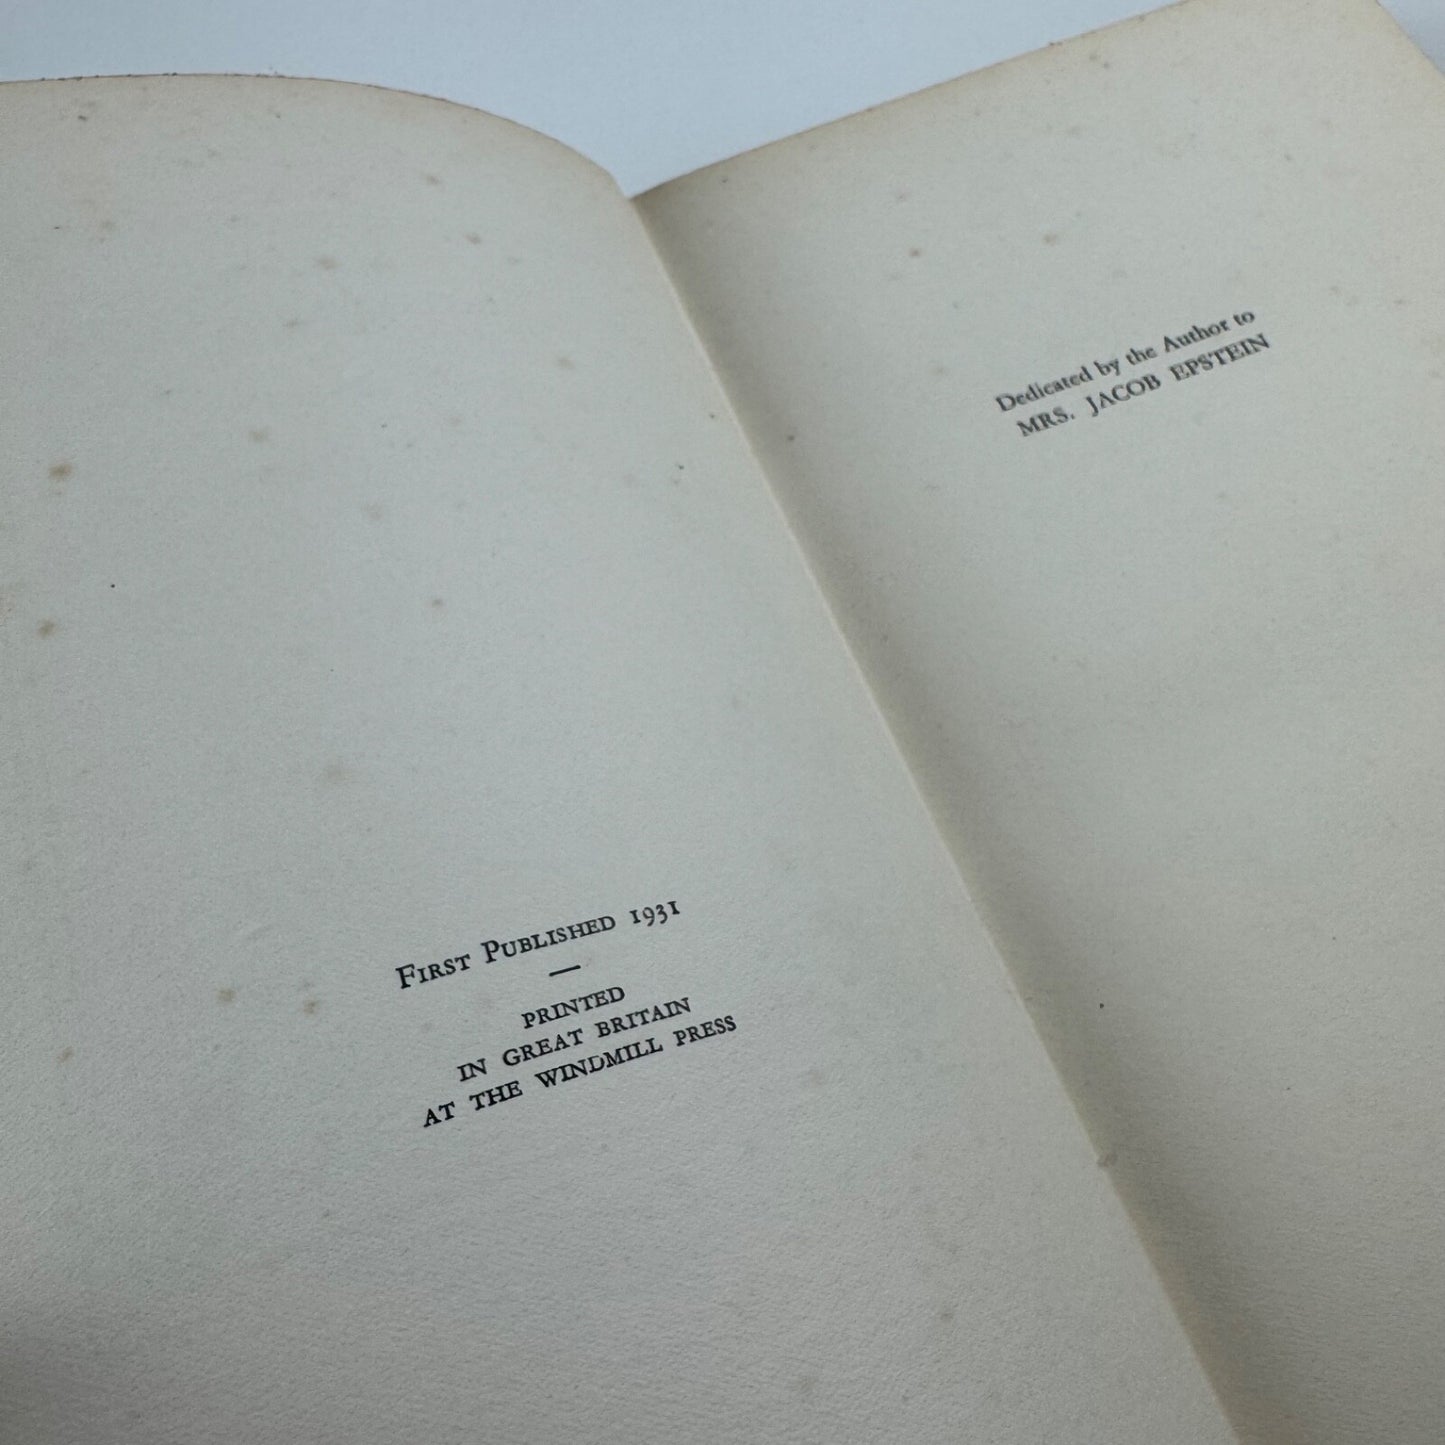 First Published 1931
PRINTED
IN GREAT BRITAIN
AT THE WINDMILL PRESS
Dedicated by the Author to
MRS. JACOB EPSTEIN